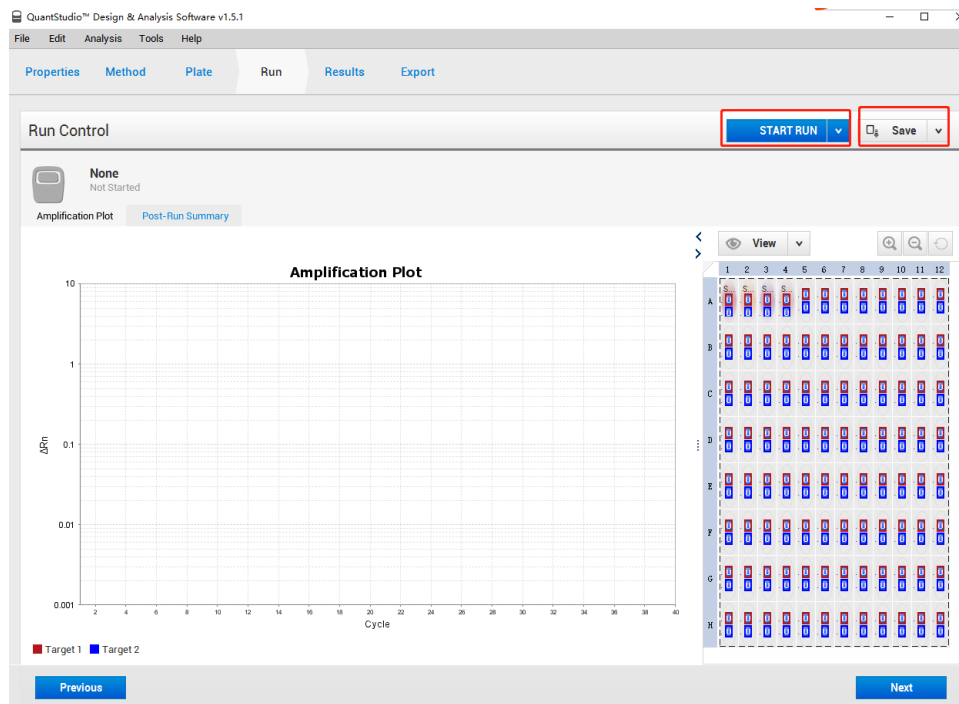 QuantStudio™ Design & Analysis Software v1.5.1
File Edit Analysis Tools Help
Properties Method Plate Run Results Export
Run Control
START RUN
Save
None
Not Started
Amplification Plot Post-Run Summary
View
Amplification Plot
10
1
0.1
0.01
0.001
ΔRn
2 4 6 8 10 12 14 16 18 20 22 24 26 28 30 32 34 36 38 40
Cycle
Target 1 Target 2
1 2 3 4 5 6 7 8 9 10 11 12
S... S... S... S...
A
B
C
D
E
F
G
H
Previous
Next